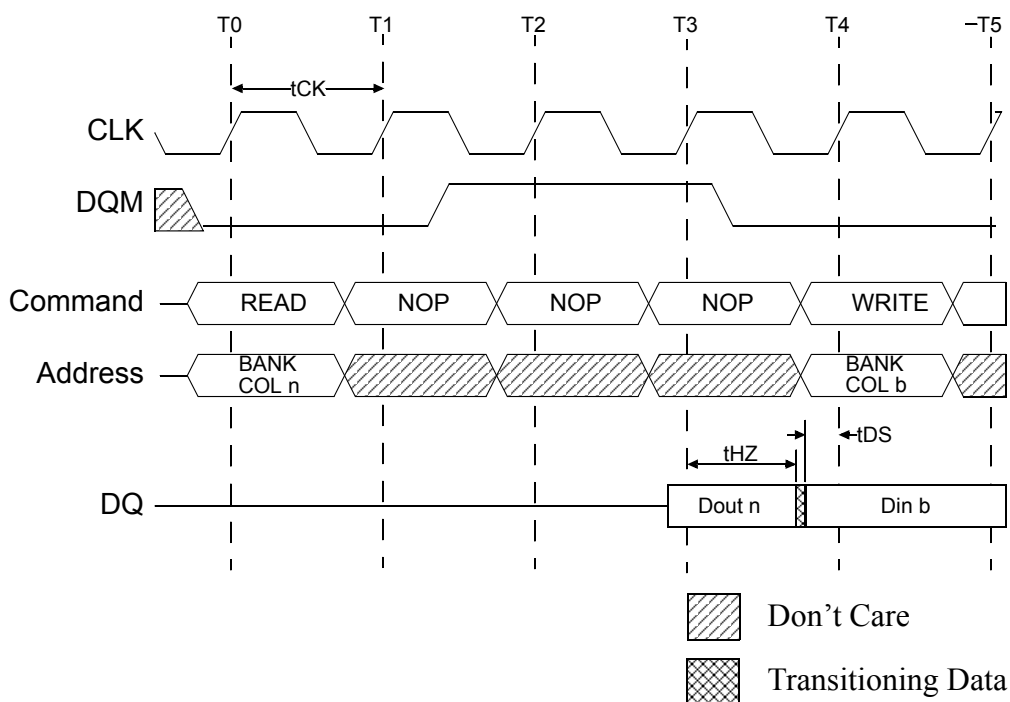 T0 T1 T2 T3 T4 –T5
tCK
CLK
DQM
Command READ NOP NOP NOP WRITE
Address BANK COL n BANK COL b
tDS
tHZ
DQ Dout n Din b
Don’t Care
Transitioning Data